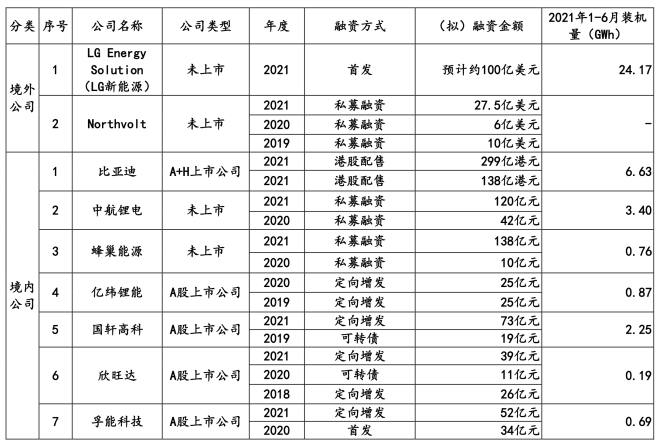 分类 序号 公司名称 公司类型 年度 融资方式 （拟）融资金额 2021年1-6月装机量（GWh）
境外公司 1 LG Energy Solution（LG新能源） 未上市 2021 首发 预计约100亿美元 24.17
2 Northvolt 未上市 2021 私募融资 27.5亿美元 -
2020 私募融资 6亿美元
2019 私募融资 10亿美元
境内公司 1 比亚迪 A+H上市公司 2021 港股配售 299亿港元 6.63
2021 港股配售 138亿港元
2 中航锂电 未上市 2021 私募融资 120亿元 3.40
2020 私募融资 42亿元
3 蜂巢能源 未上市 2021 私募融资 138亿元 0.76
2020 私募融资 10亿元
4 亿纬锂能 A股上市公司 2020 定向增发 25亿元 0.87
2019 定向增发 25亿元
5 国轩高科 A股上市公司 2021 定向增发 73亿元 2.25
2019 可转债 19亿元
6 欣旺达 A股上市公司 2021 定向增发 39亿元 0.19
2020 可转债 11亿元
2018 定向增发 26亿元
7 孚能科技 A股上市公司 2021 定向增发 52亿元 0.69
2020 首发 34亿元